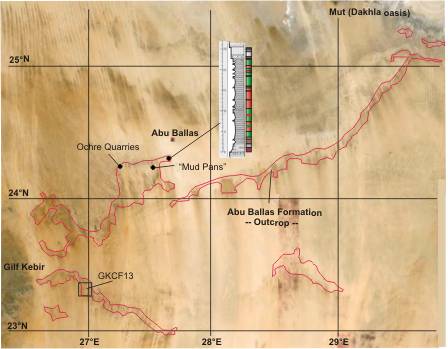 Mut (Dakhla oasis)
25°N
Abu Ballas
Ochre Quarries
"Mud Pans"
24°N
Abu Ballas Formation
-- Outcrop --
Gilf Kebir
GKCF13
23°N
27°E
28°E
29°E